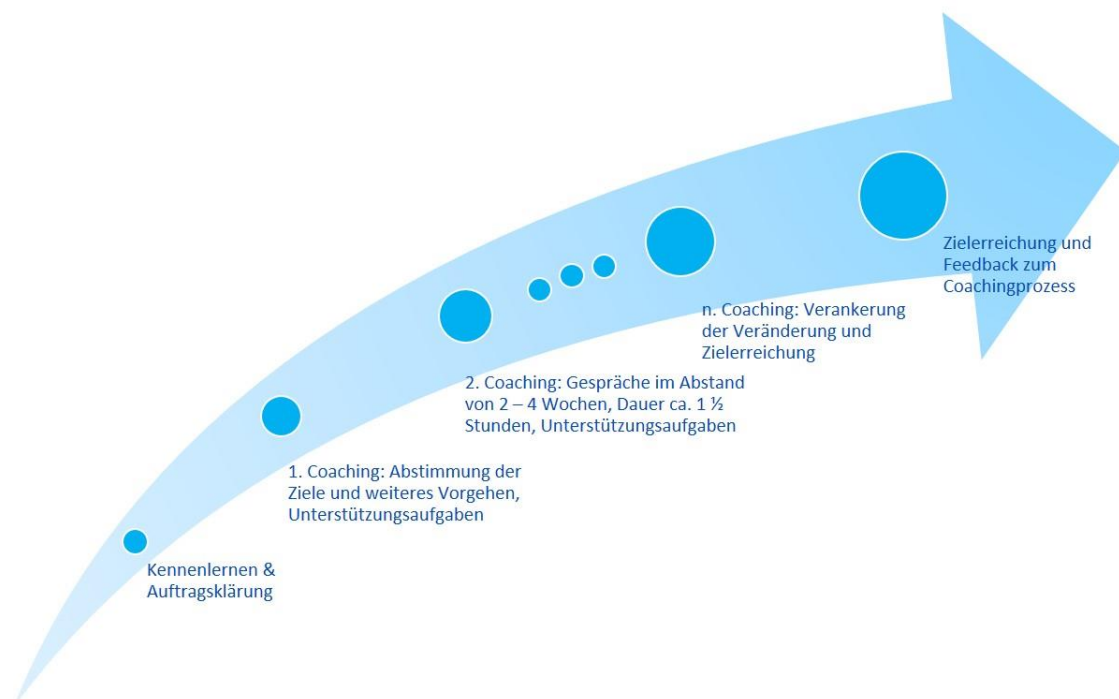 Kennenlernen &
Auftragsklärung
1. Coaching: Abstimmung der
Ziele und weiteres Vorgehen,
Unterstützungsaufgaben
2. Coaching: Gespräche im Abstand
von 2 – 4 Wochen, Dauer ca. 1 ½
Stunden, Unterstützungsaufgaben
n. Coaching: Verankerung
der Veränderung und
Zielerreichung
Zielerreichung und
Feedback zum
Coachingprozess